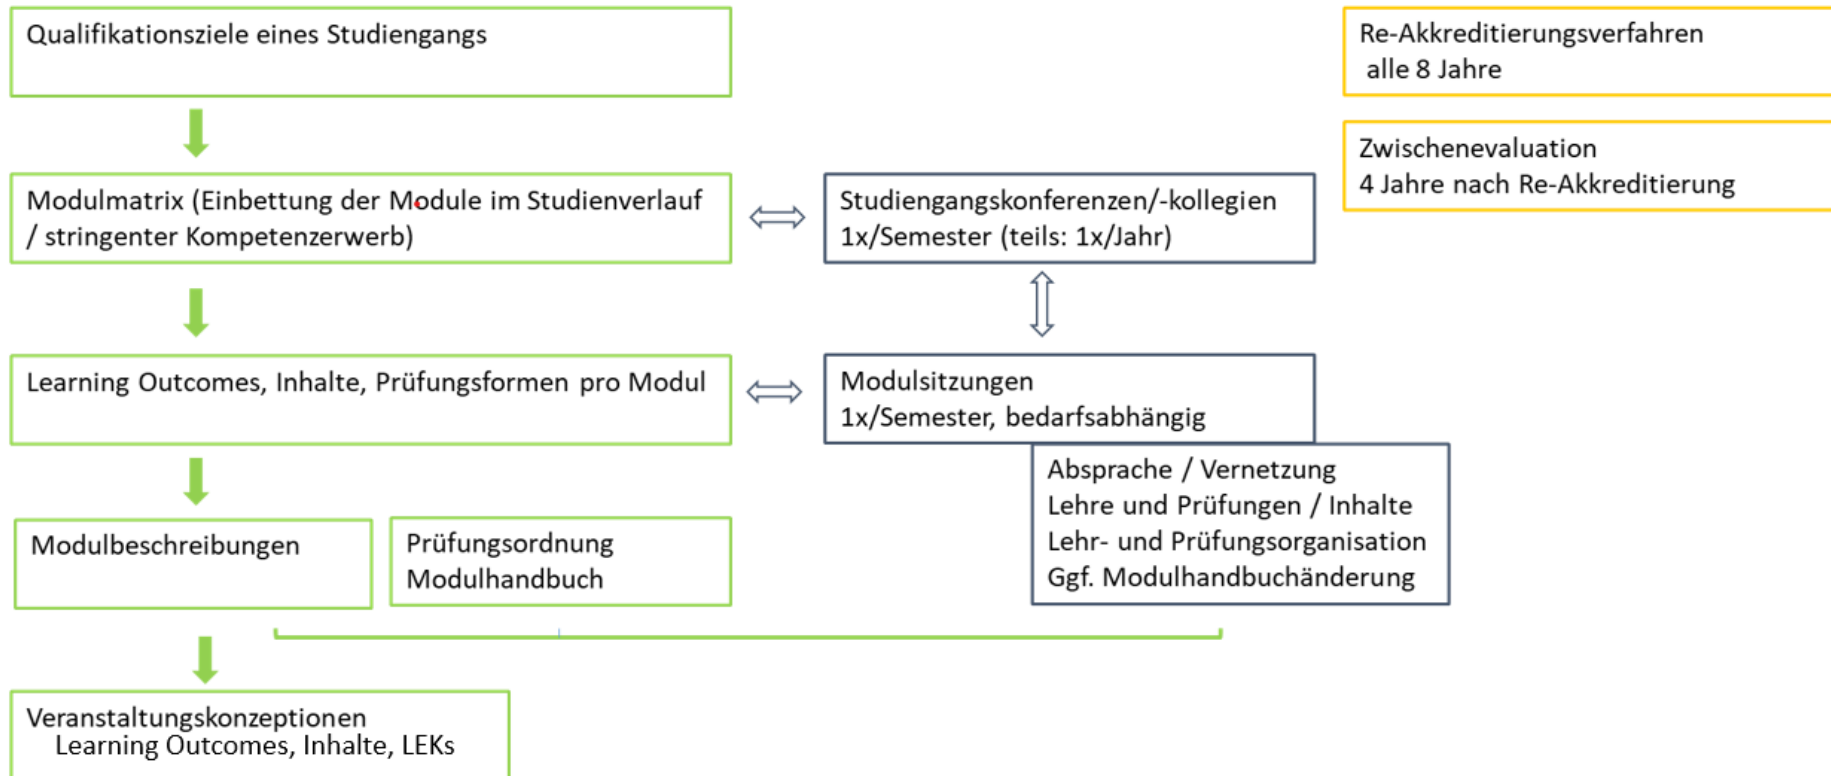 Qualifikationsziele eines Studiengangs
Re-Akkreditierungsverfahren
alle 8 Jahre
Zwischenevaluation
4 Jahre nach Re-Akkreditierung
Modulmatrix (Einbettung der Module im Studienverlauf
/ stringenter Kompetenzerwerb)
Studiengangskonferenzen/-kollegien
1x/Semester (teils: 1x/Jahr)
Learning Outcomes, Inhalte, Prüfungsformen pro Modul
Modulsitzungen
1x/Semester, bedarfsabhängig
Absprache / Vernetzung
Lehre und Prüfungen / Inhalte
Lehr- und Prüfungsorganisation
Ggf. Modulhandbuchänderung
Modulbeschreibungen
Prüfungsordnung
Modulhandbuch
Veranstaltungskonzeptionen
Learning Outcomes, Inhalte, LEKs